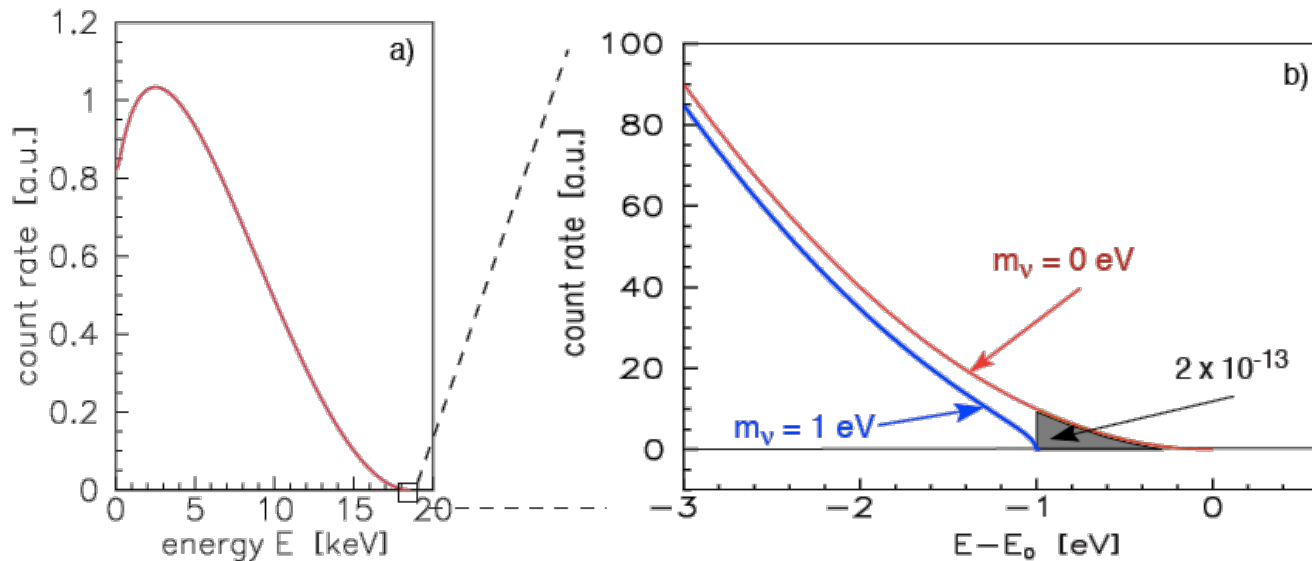 a)
1.2
1
0.8
0.6
0.4
0.2
0
count rate [a.u.]
0 5 10 15 20
energy E [keV]
b)
100
80
60
40
20
0
count rate [a.u.]
mν = 0 eV
2 x 10⁻¹³
mν = 1 eV
−3 −2 −1 0
E−E₀ [eV]